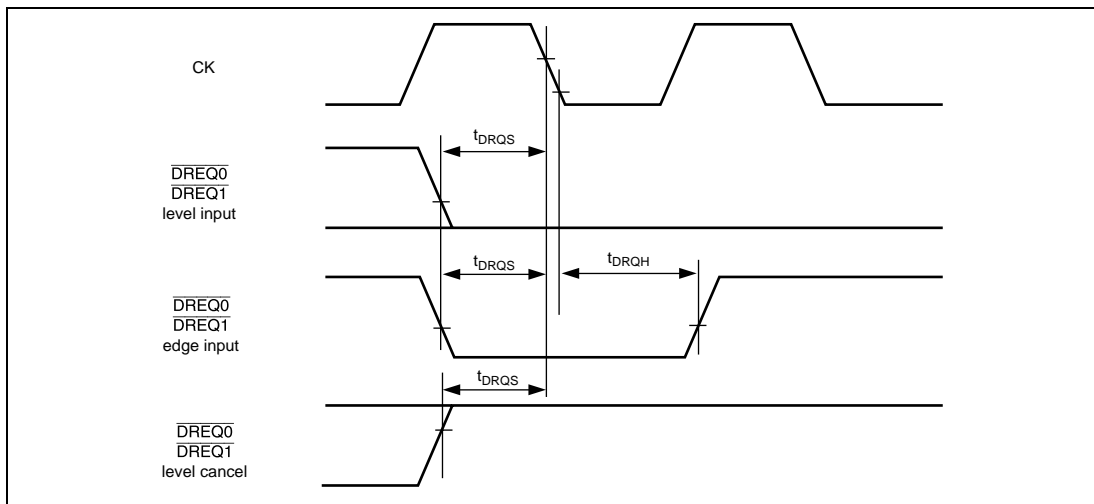 CK
tDRQS
DREQ0
DREQ1
level input
tDRQS
tDRQH
DREQ0
DREQ1
edge input
tDRQS
DREQ0
DREQ1
level cancel